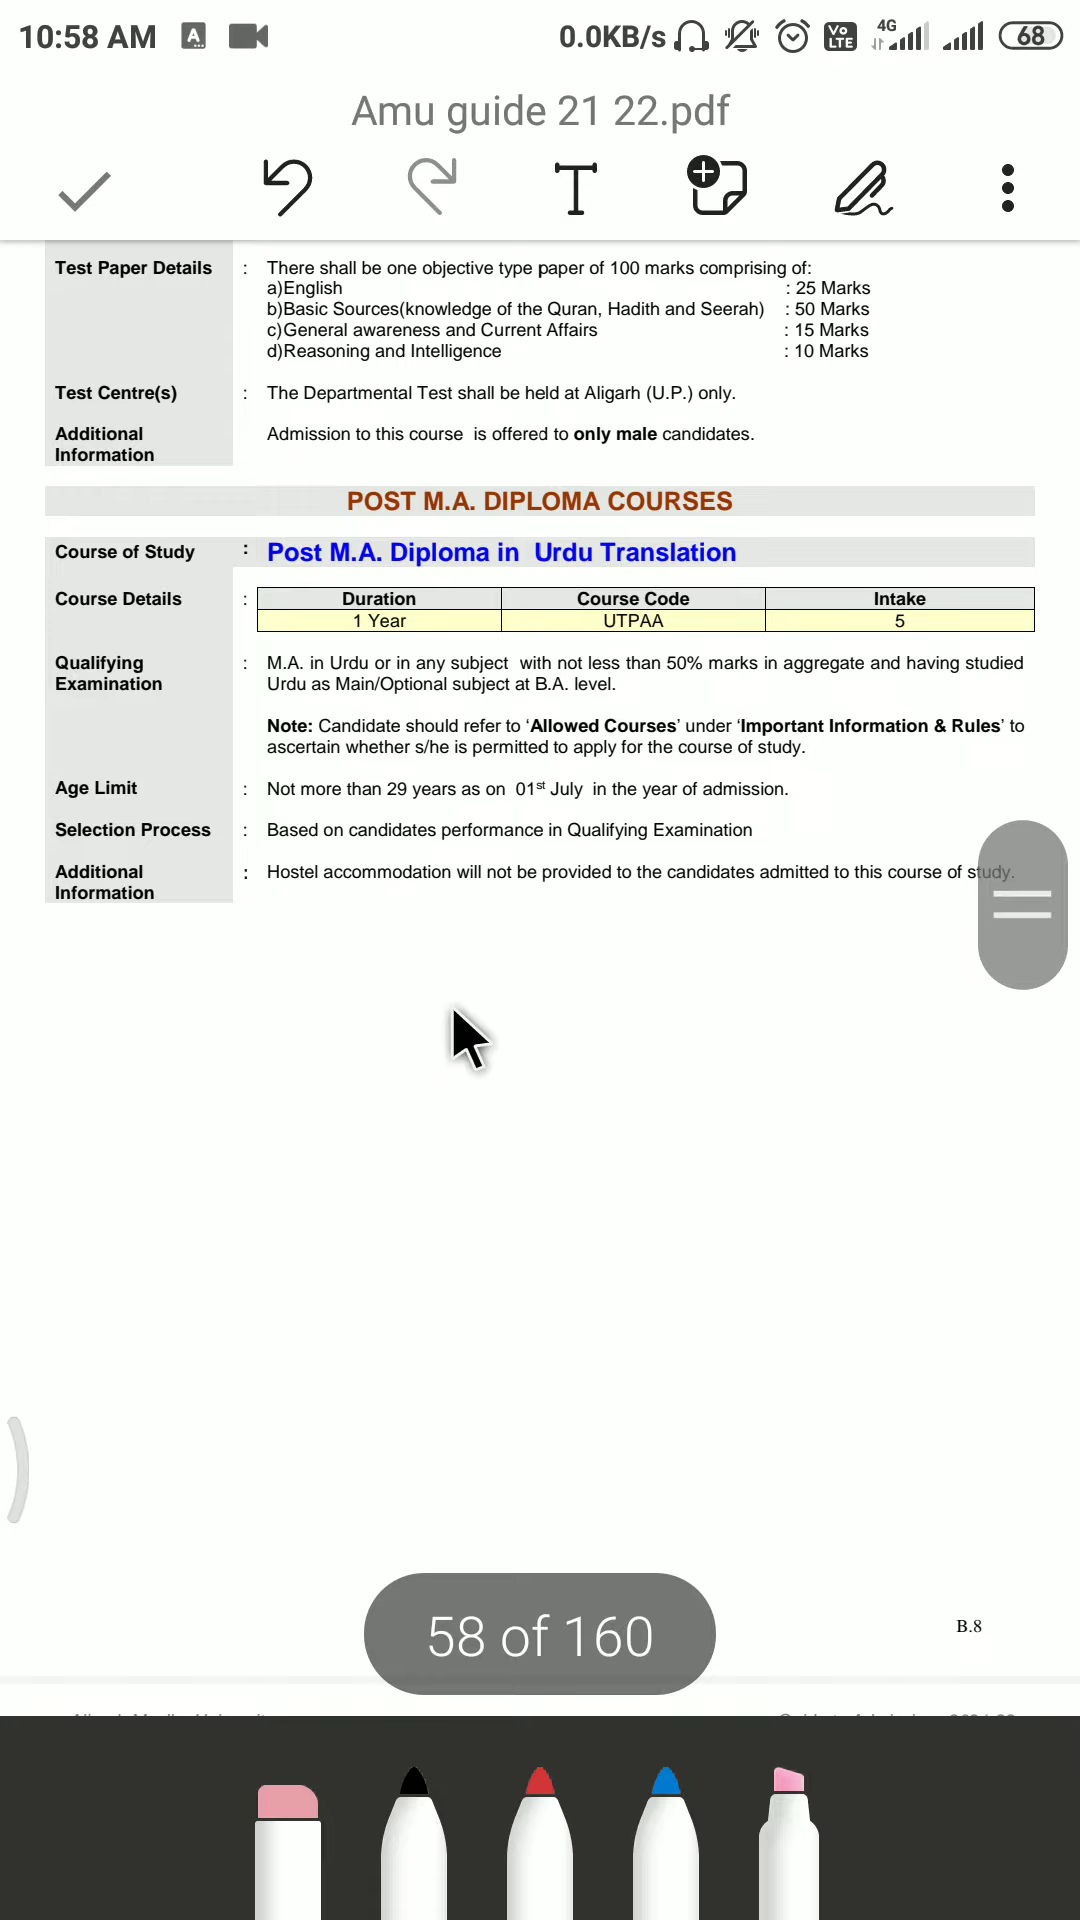 10:58 AM A... 0.0KB/s Vo LTE 4G 68
Amu guide 21 22.pdf
Test Paper Details : There shall be one objective type paper of 100 marks comprising of:
a)English : 25 Marks
b)Basic Sources(knowledge of the Quran, Hadith and Seerah) : 50 Marks
c)General awareness and Current Affairs : 15 Marks
d)Reasoning and Intelligence : 10 Marks
Test Centre(s) : The Departmental Test shall be held at Aligarh (U.P.) only.
Additional Admission to this course is offered to only male candidates.
Information
POST M.A. DIPLOMA COURSES
Course of Study : Post M.A. Diploma in Urdu Translation
Course Details : Duration Course Code Intake
1 Year UTPAA 5
Qualifying : M.A. in Urdu or in any subject with not less than 50% marks in aggregate and having studied
Examination Urdu as Main/Optional subject at B.A. level.
Note: Candidate should refer to ‘Allowed Courses’ under ‘Important Information & Rules’ to
ascertain whether s/he is permitted to apply for the course of study.
Age Limit : Not more than 29 years as on 01st July in the year of admission.
Selection Process : Based on candidates performance in Qualifying Examination
Additional : Hostel accommodation will not be provided to the candidates admitted to this course of study.
Information
58 of 160
B.8